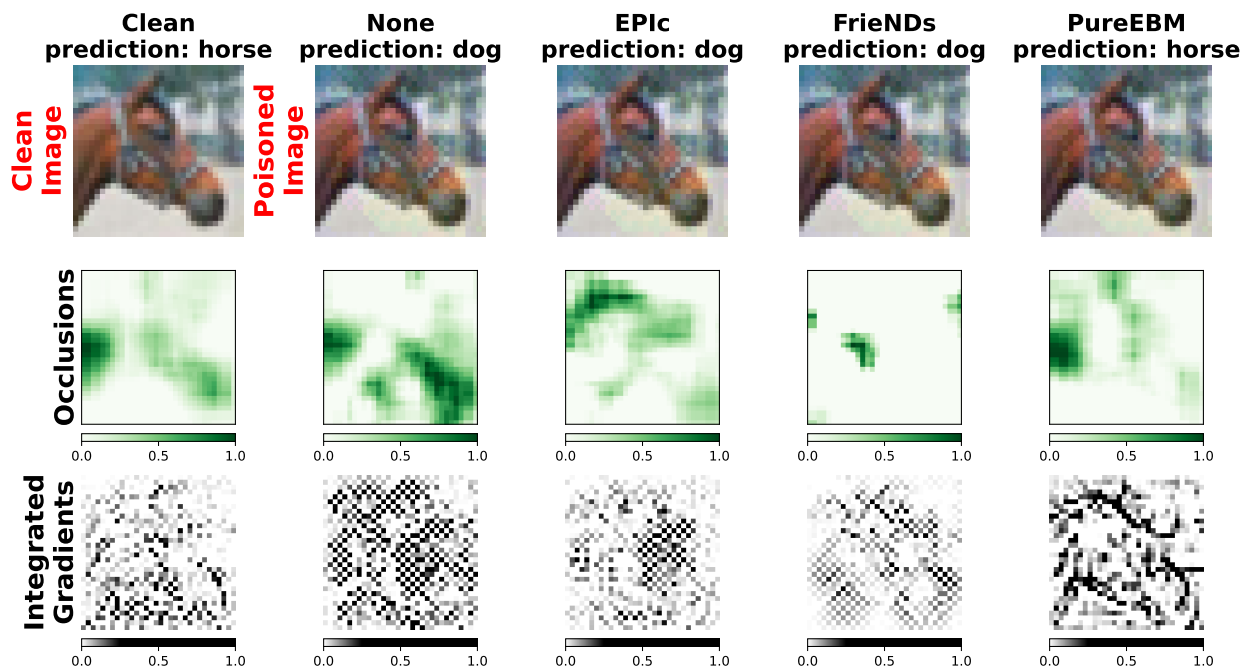 Clean
prediction: horse
None
prediction: dog
EPIc
prediction: dog
FrieNDs
prediction: dog
PureEBM
prediction: horse
Clean
Image
Poisoned
Image
Occlusions
0.0 0.5 1.0
0.0 0.5 1.0
0.0 0.5 1.0
0.0 0.5 1.0
0.0 0.5 1.0
Integrated
Gradients
0.0 0.5 1.0
0.0 0.5 1.0
0.0 0.5 1.0
0.0 0.5 1.0
0.0 0.5 1.0